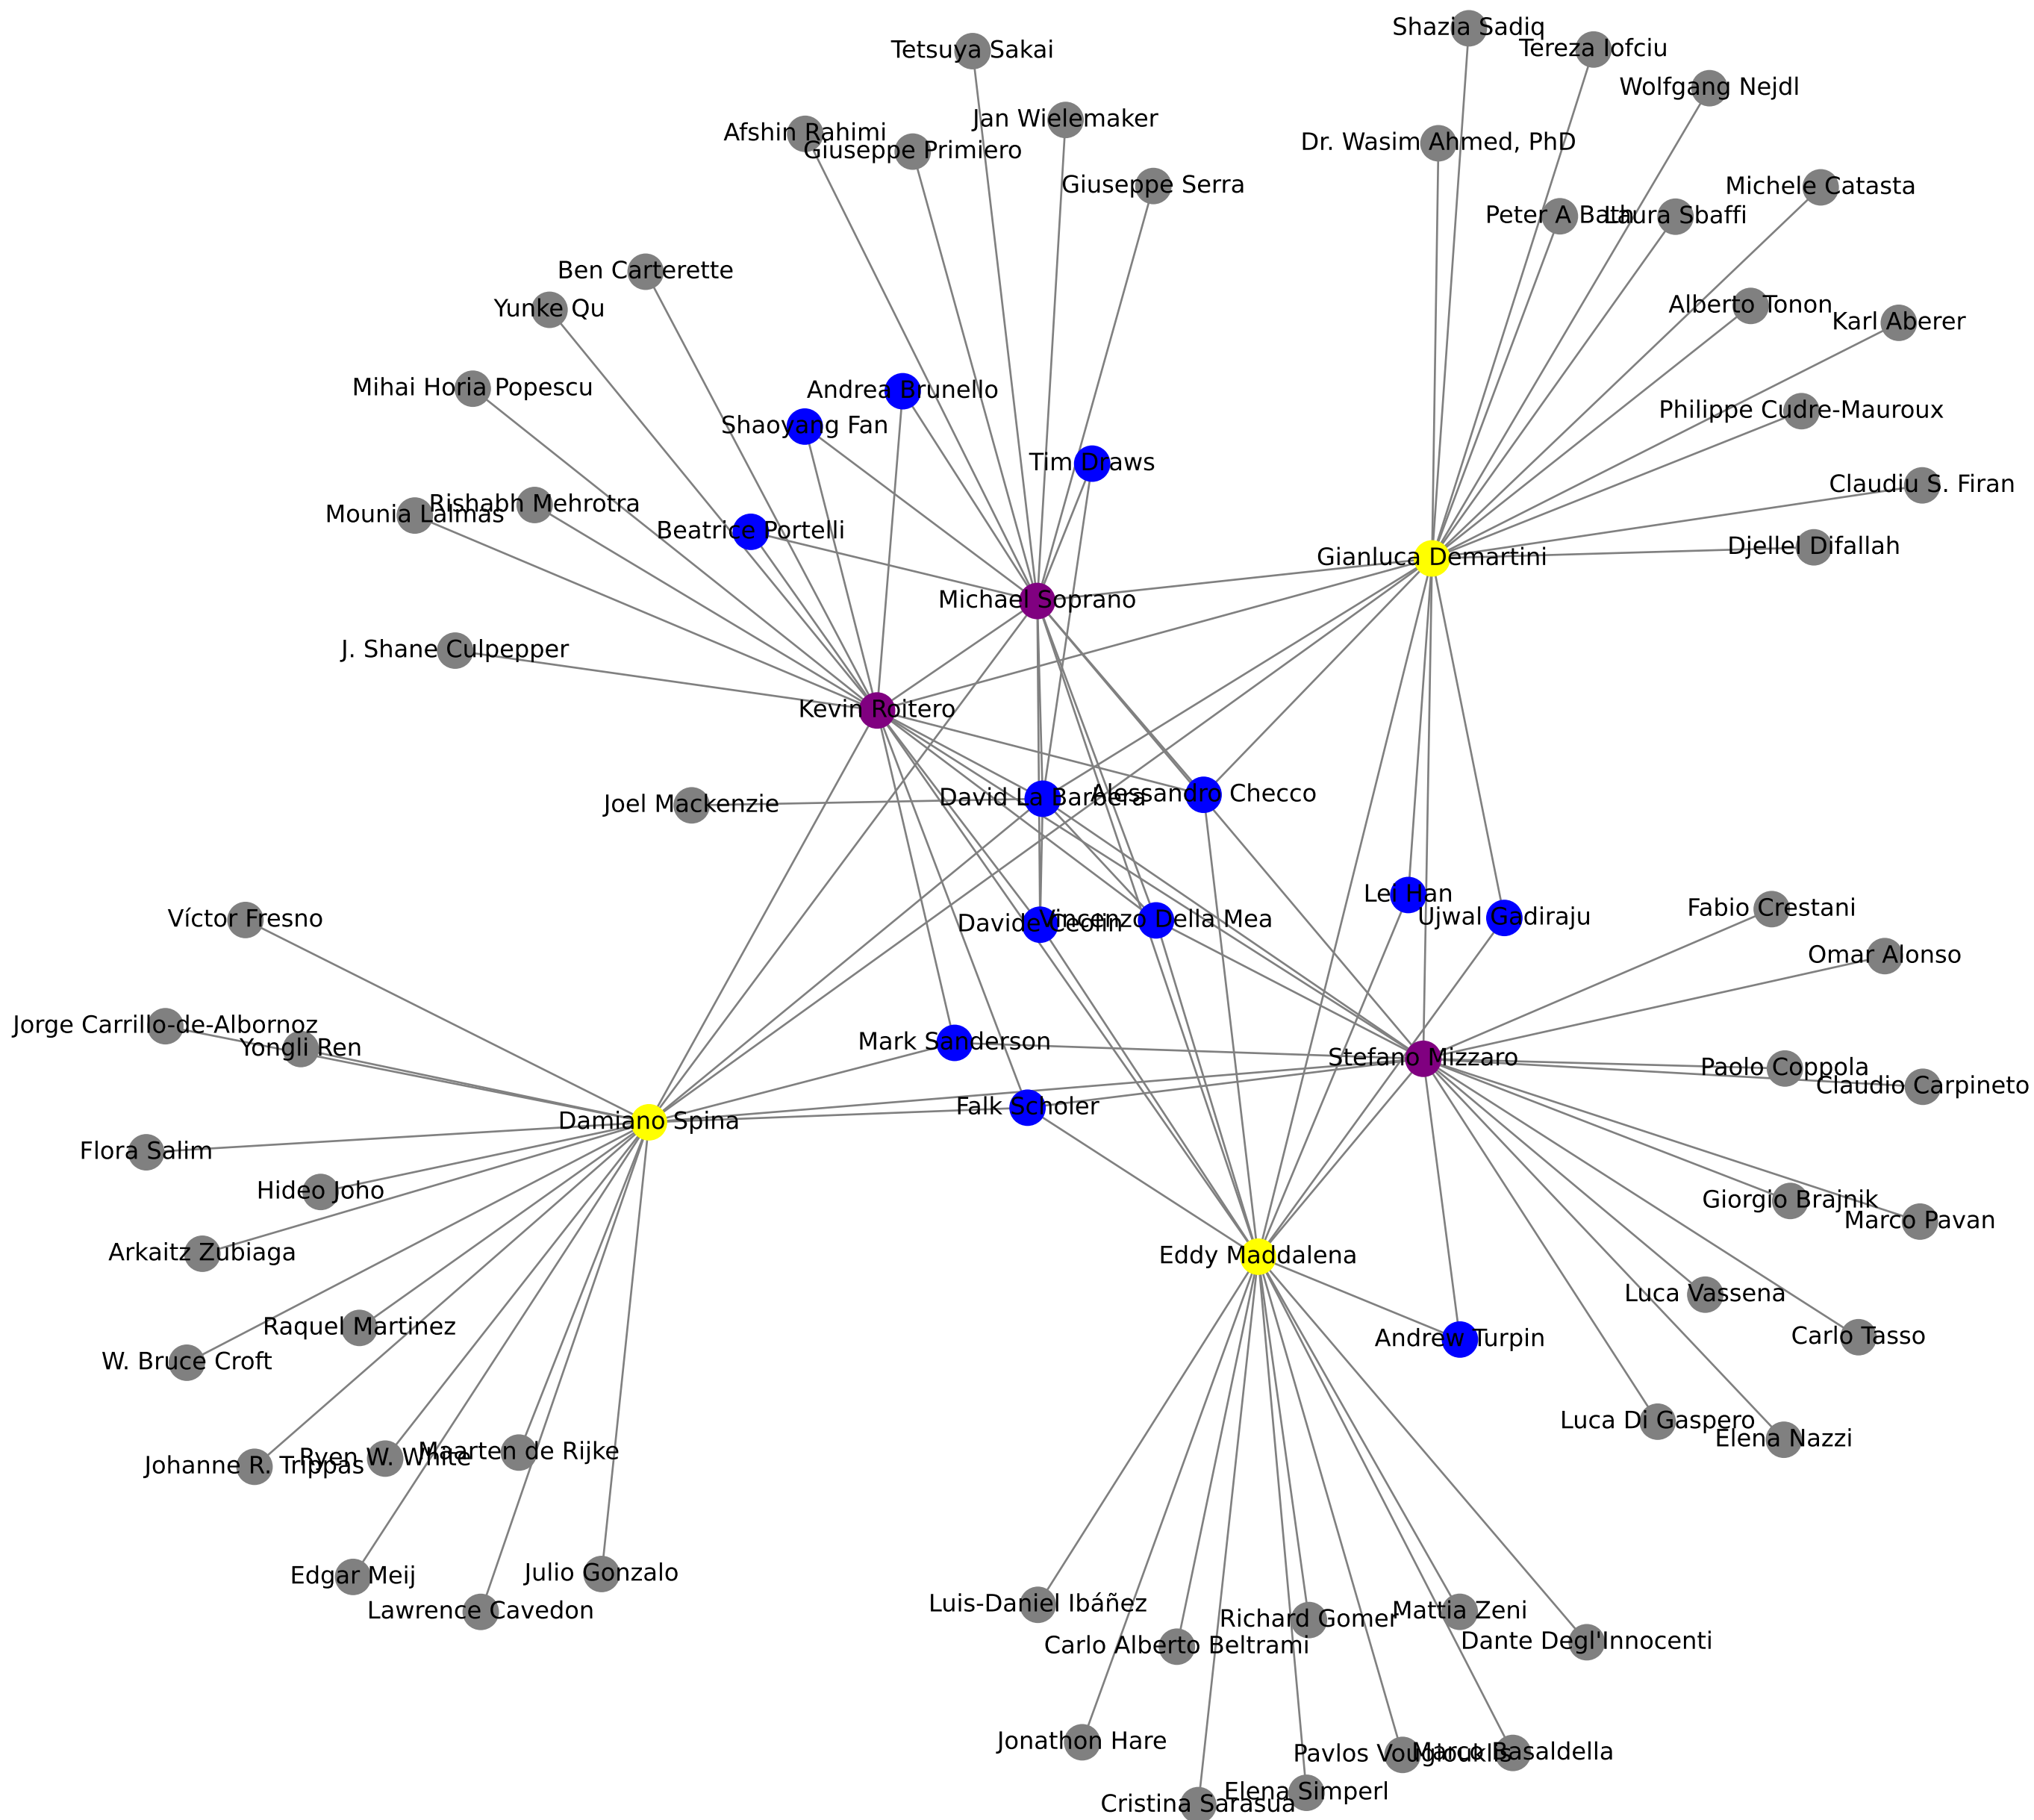 Shazia Sadiq
Tetsuya Sakai
Tereza Iofciu
Wolfgang Nejdl
Jan Wielemaker
Afshin Rahimi
Giuseppe Primiero
Dr. Wasim Ahmed, PhD
Giuseppe Serra
Michele Catasta
Peter A Bath
Laura Sbaffi
Ben Carterette
Yunke Qu
Alberto Tonon
Karl Aberer
Mihai Horia Popescu
Andrea Brunello
Shaoyang Fan
Philippe Cudre-Mauroux
Tim Draws
Claudiu S. Firan
Rishabh Mehrotra
Mounia Lalmas
Beatrice Portelli
Gianluca Demartini
Djellel Difallah
Michael Soprano
J. Shane Culpepper
Kevin Roitero
Joel Mackenzie
David La Barbera
Alessandro Checco
Lei Han
Víctor Fresno
Davide Ceolin
Vincenzo Della Mea
Ujwal Gadiraju
Fabio Crestani
Omar Alonso
Jorge Carrillo-de-Albornoz
Yongli Ren
Mark Sanderson
Stefano Mizzaro
Paolo Coppola
Claudio Carpineto
Damiano Spina
Falk Scholer
Flora Salim
Hideo Joho
Giorgio Brajnik
Marco Pavan
Arkaitz Zubiaga
Eddy Maddalena
Luca Vassena
Raquel Martinez
Andrew Turpin
Carlo Tasso
W. Bruce Croft
Luca Di Gaspero
Elena Nazzi
Johanne R. Trippas
Ryen W. White
Maarten de Rijke
Edgar Meij
Julio Gonzalo
Lawrence Cavedon
Luis-Daniel Ibáñez
Richard Gomer
Mattia Zeni
Carlo Alberto Beltrami
Dante Degl'Innocenti
Jonathon Hare
Pavlos Vougiouklis
Marco Basaldella
Elena Simperl
Cristina Sarasua